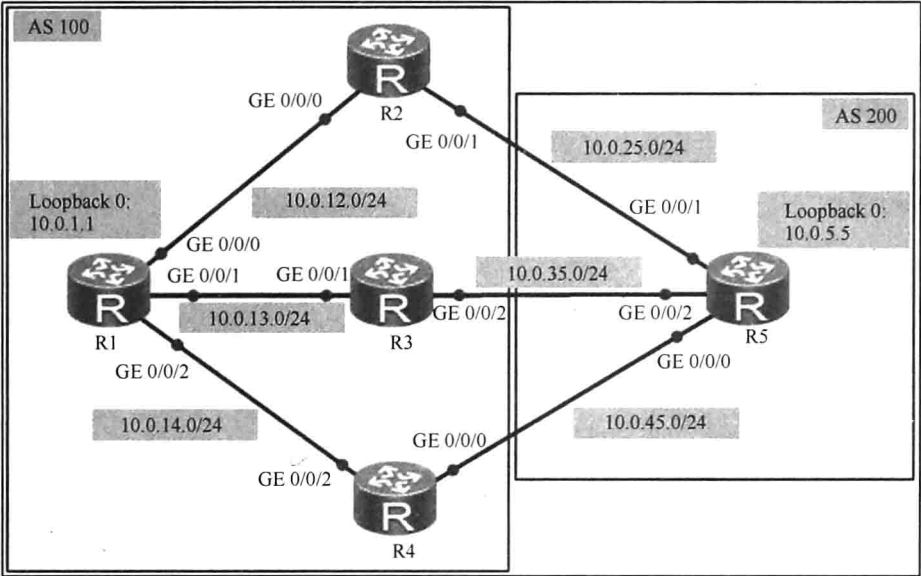 AS 100
R
R2
GE 0/0/0
GE 0/0/1
AS 200
10.0.25.0/24
Loopback 0:
10.0.1.1
10.0.12.0/24
GE 0/0/0
GE 0/0/1
Loopback 0:
10.0.5.5
R
R1
GE 0/0/1
GE 0/0/1
10.0.13.0/24
R
R3
10.0.35.0/24
GE 0/0/2
GE 0/0/2
R
R5
GE 0/0/2
GE 0/0/0
10.0.14.0/24
10.0.45.0/24
GE 0/0/0
GE 0/0/2
R
R4